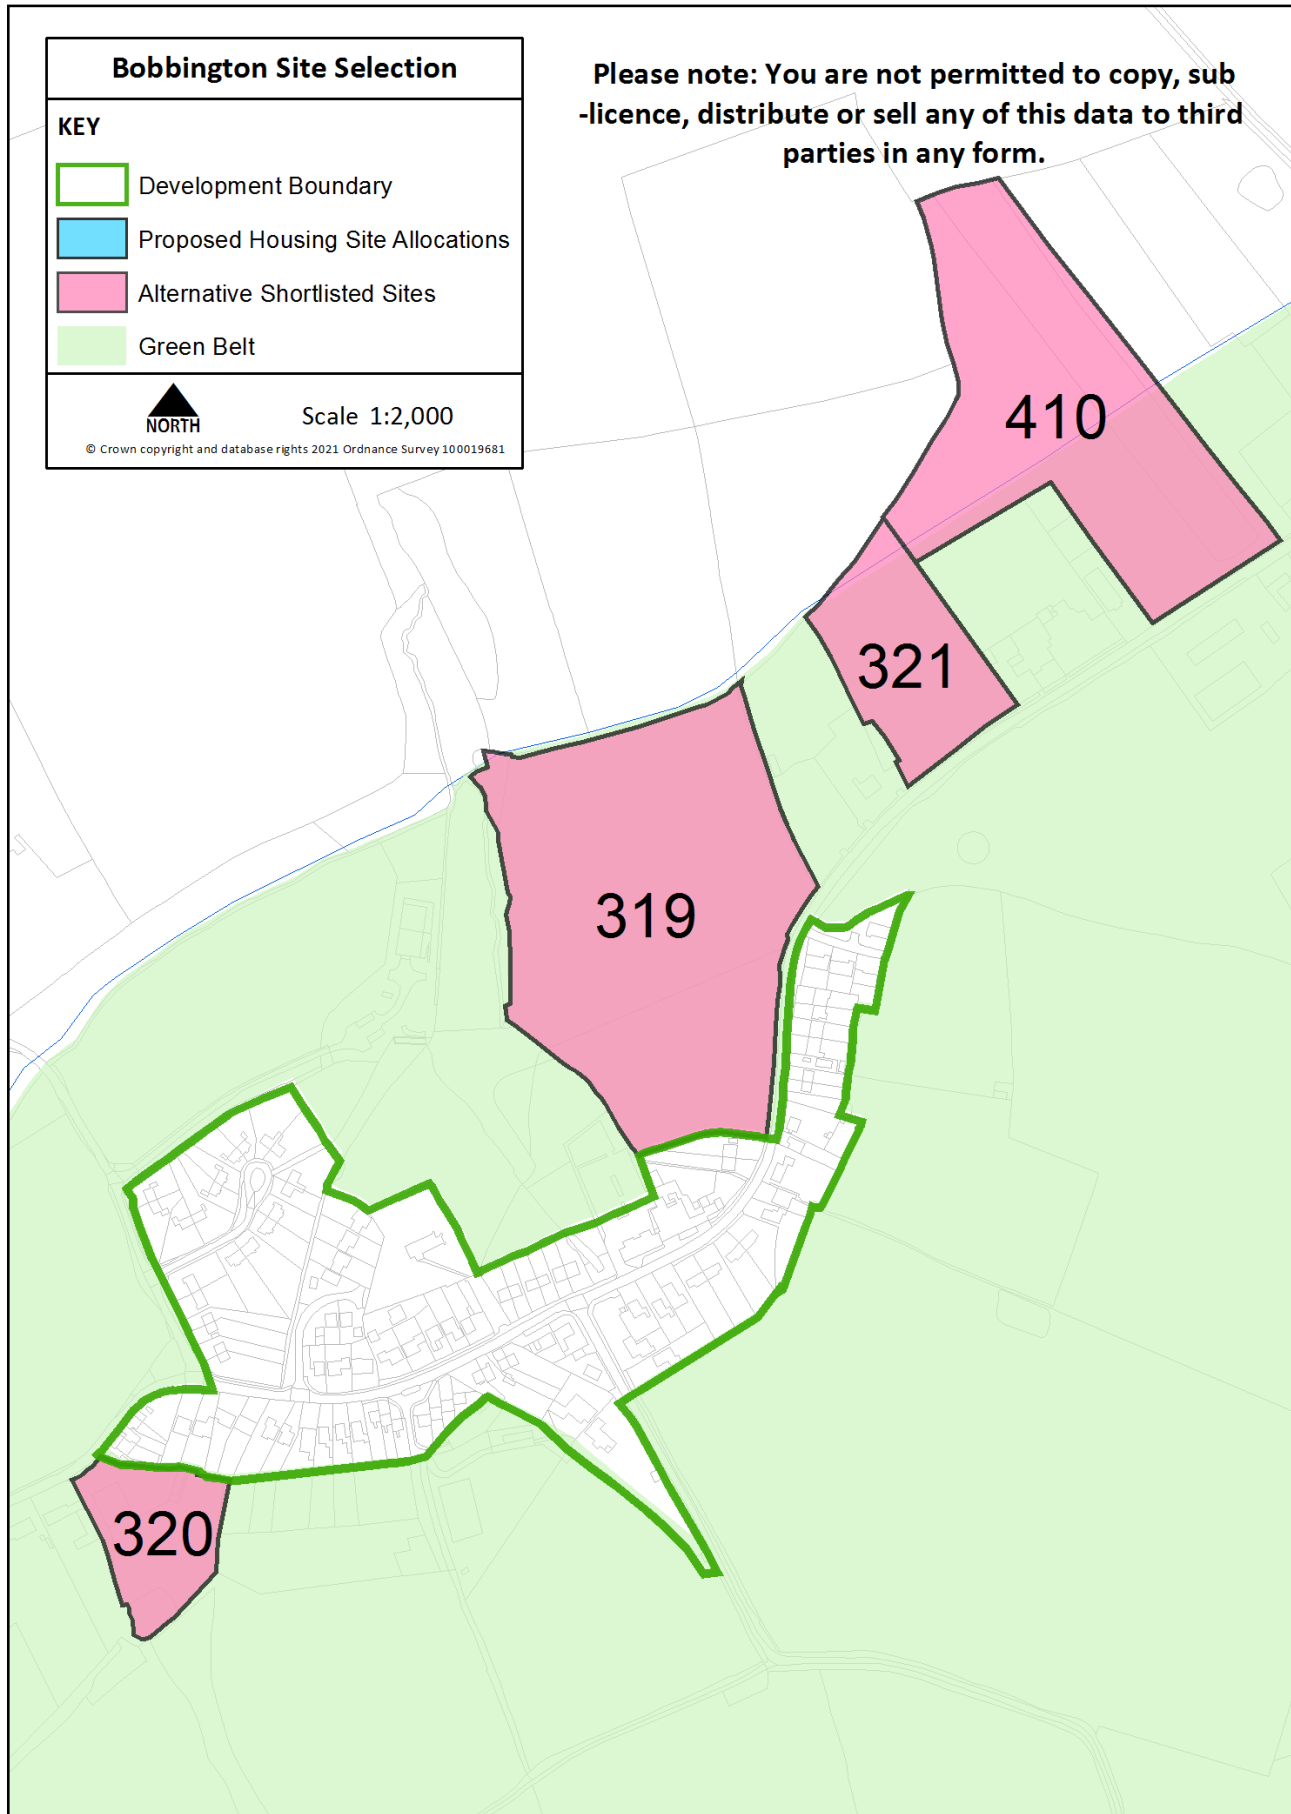 Bobbington Site Selection
KEY
Development Boundary
Proposed Housing Site Allocations
Alternative Shortlisted Sites
Green Belt
NORTH
Scale 1:2,000
© Crown copyright and database rights 2021 Ordnance Survey 100019681
Please note: You are not permitted to copy, sub
-licence, distribute or sell any of this data to third
parties in any form.
410
321
319
320